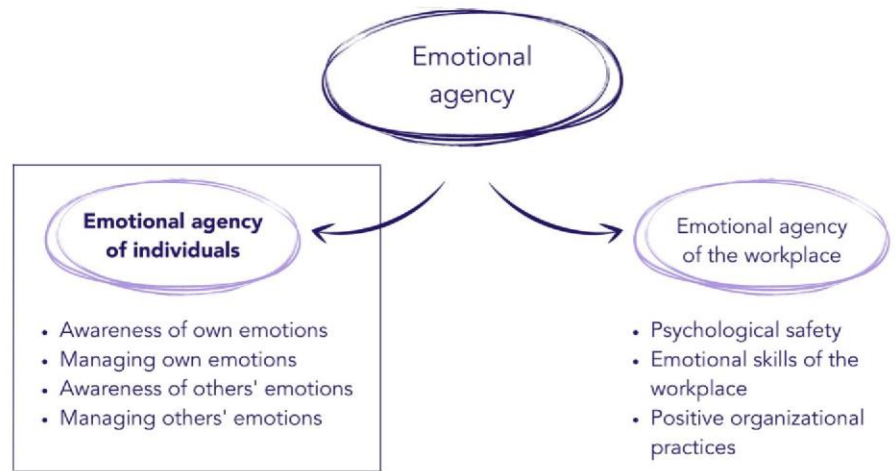 Emotional
agency
Emotional agency
of individuals
• Awareness of own emotions
• Managing own emotions
• Awareness of others' emotions
• Managing others' emotions
Emotional agency
of the workplace
• Psychological safety
• Emotional skills of the
workplace
• Positive organizational
practices